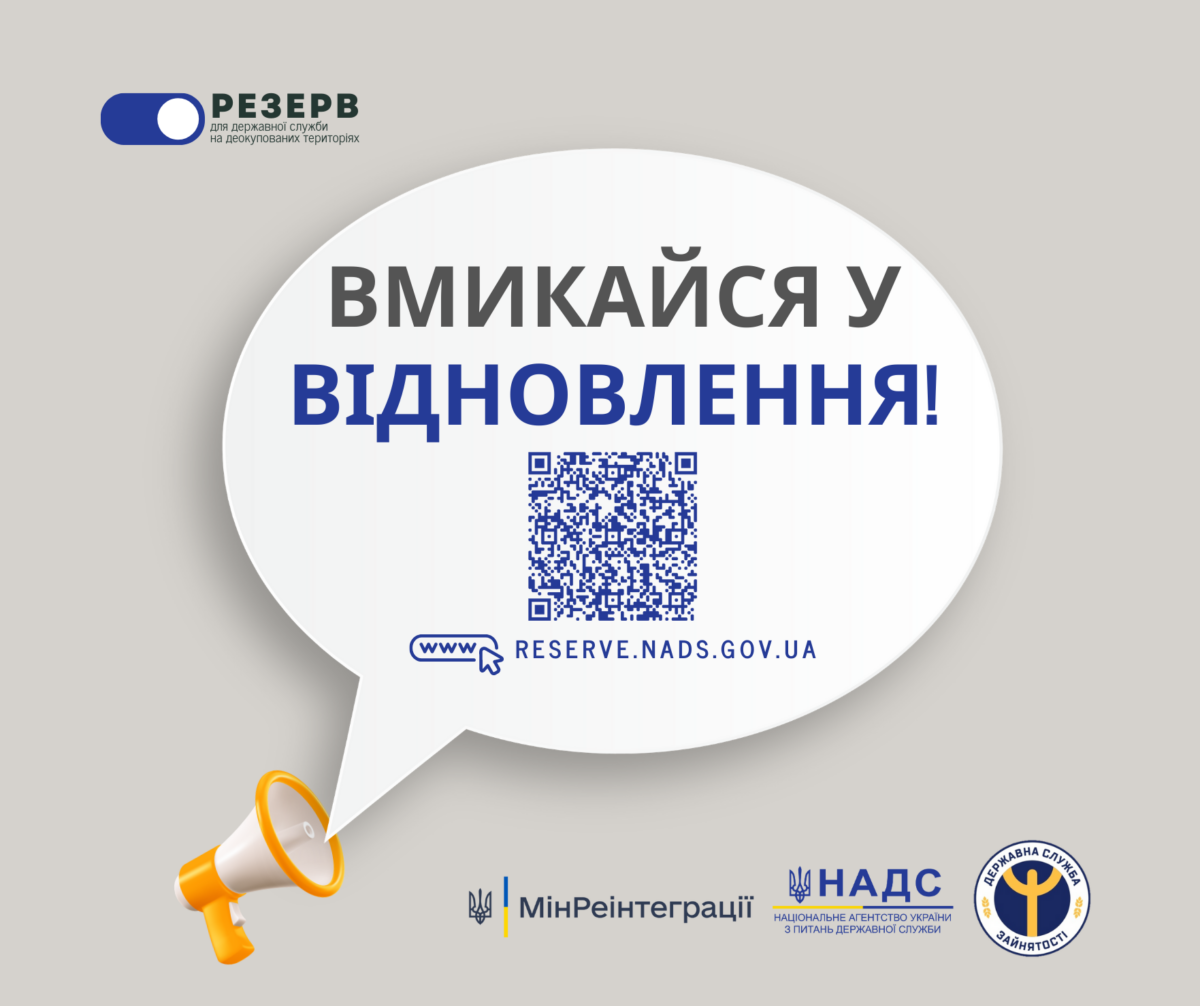 РЕЗЕРВ
для державної служби
на деокупованих територіях
ВМИКАЙСЯ У
ВІДНОВЛЕННЯ!
www
RESERVE.NADS.GOV.UA
МінРеінтеграції
НАДС
НАЦІОНАЛЬНЕ АГЕНТСТВО УКРАЇНИ
З ПИТАНЬ ДЕРЖАВНОЇ СЛУЖБИ
ДЕРЖАВНА СЛУЖБА
ЗАЙНЯТОСТІ